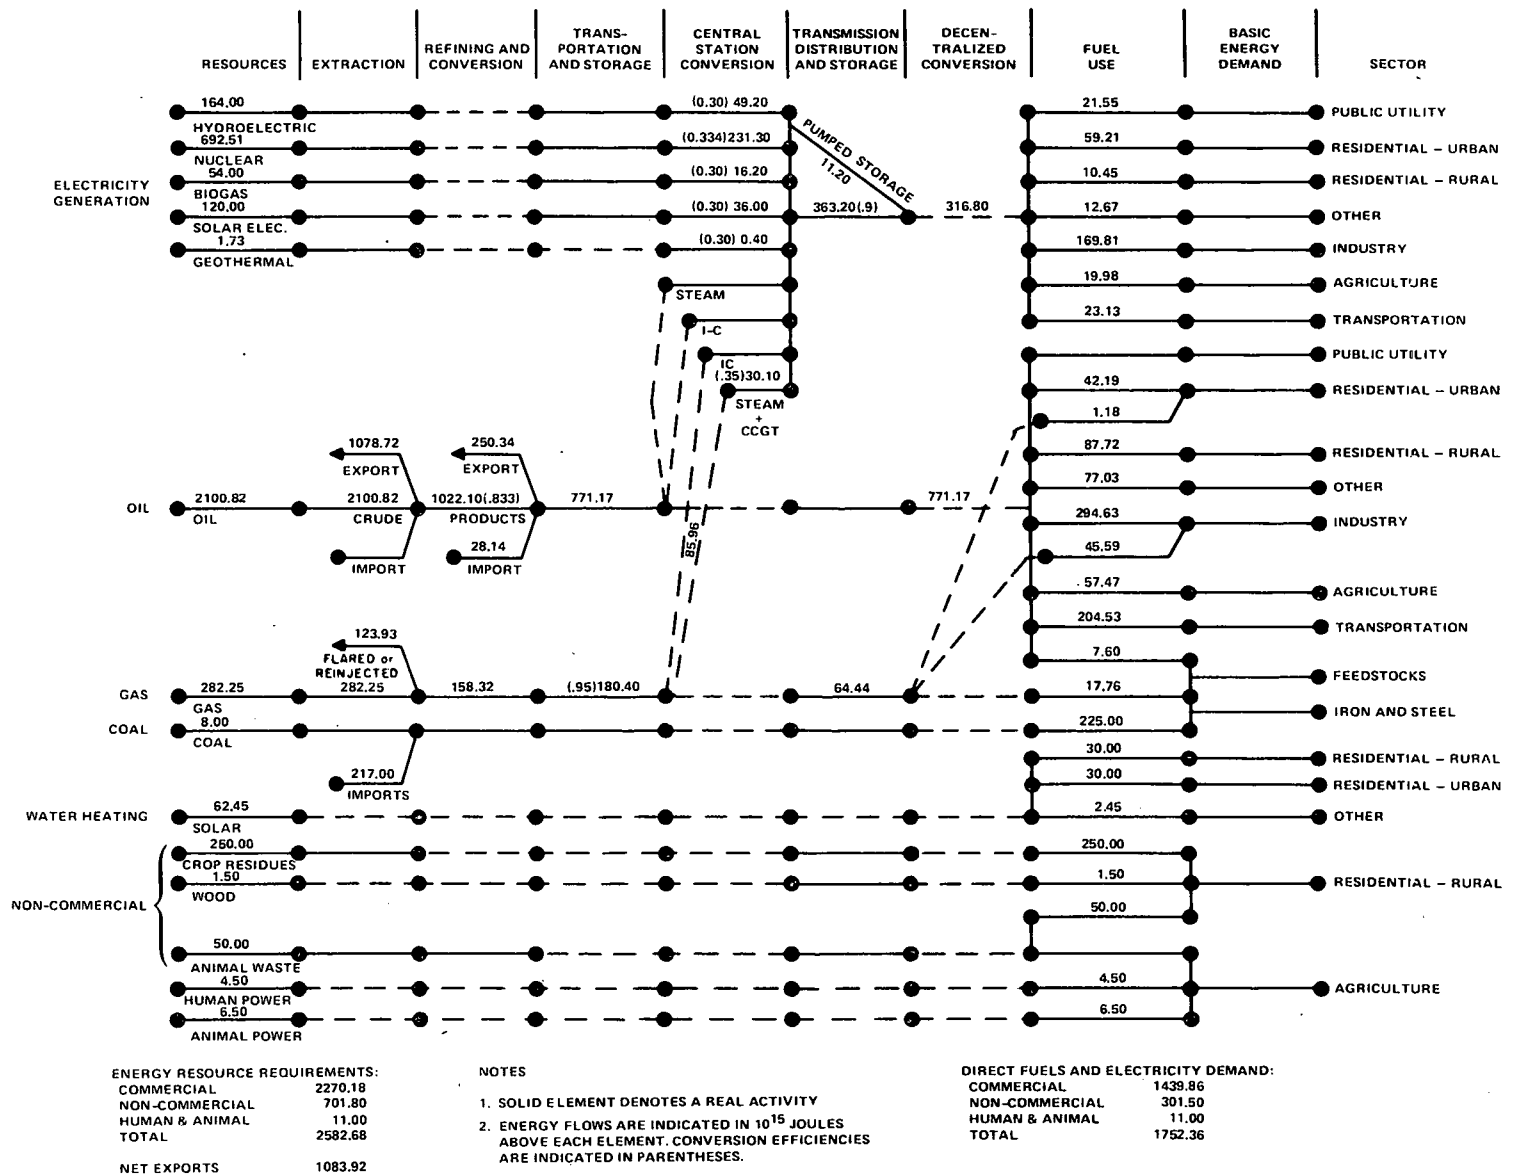 RESOURCES
EXTRACTION
REFINING AND
CONVERSION
TRANS-
PORTATION
AND STORAGE
CENTRAL
STATION
CONVERSION
TRANSMISSION
DISTRIBUTION
AND STORAGE
DECEN-
TRALIZED
CONVERSION
FUEL
USE
BASIC
ENERGY
DEMAND
SECTOR
ELECTRICITY
GENERATION
164.00
HYDROELECTRIC
(0.30) 49.20
21.55
PUBLIC UTILITY
692.51
NUCLEAR
(0.334)231.30
PUMPED STORAGE
11.20
59.21
RESIDENTIAL – URBAN
54.00
BIOGAS
(0.30) 16.20
10.45
RESIDENTIAL – RURAL
120.00
SOLAR ELEC.
(0.30) 36.00
363.20(.9)
316.80
12.67
OTHER
1.73
GEOTHERMAL
(0.30) 0.40
169.81
INDUSTRY
STEAM
19.98
AGRICULTURE
I-C
23.13
TRANSPORTATION
IC
PUBLIC UTILITY
(.35)30.10
STEAM
+
CCGT
42.19
RESIDENTIAL – URBAN
1.18
1078.72
EXPORT
250.34
EXPORT
87.72
RESIDENTIAL – RURAL
77.03
OTHER
OIL
2100.82
OIL
2100.82
CRUDE
1022.10(.833)
PRODUCTS
771.17
771.17
294.63
INDUSTRY
IMPORT
28.14
IMPORT
85.96
45.59
57.47
AGRICULTURE
204.53
TRANSPORTATION
123.93
FLARED or
REINJECTED
7.60
FEEDSTOCKS
GAS
282.25
GAS
282.25
158.32
(.95)180.40
64.44
17.76
IRON AND STEEL
COAL
8.00
COAL
225.00
217.00
IMPORTS
30.00
RESIDENTIAL – RURAL
30.00
RESIDENTIAL – URBAN
WATER HEATING
62.45
SOLAR
2.45
OTHER
NON-COMMERCIAL
250.00
CROP RESIDUES
250.00
1.50
WOOD
1.50
RESIDENTIAL – RURAL
50.00
50.00
ANIMAL WASTE
4.50
HUMAN POWER
4.50
AGRICULTURE
6.50
ANIMAL POWER
6.50
ENERGY RESOURCE REQUIREMENTS:
COMMERCIAL 2270.18
NON-COMMERCIAL 701.80
HUMAN & ANIMAL 11.00
TOTAL 2582.68
NET EXPORTS 1083.92
NOTES
1. SOLID ELEMENT DENOTES A REAL ACTIVITY
2. ENERGY FLOWS ARE INDICATED IN 10¹⁵ JOULES
ABOVE EACH ELEMENT. CONVERSION EFFICIENCIES
ARE INDICATED IN PARENTHESES.
DIRECT FUELS AND ELECTRICITY DEMAND:
COMMERCIAL 1439.86
NON-COMMERCIAL 301.50
HUMAN & ANIMAL 11.00
TOTAL 1752.36